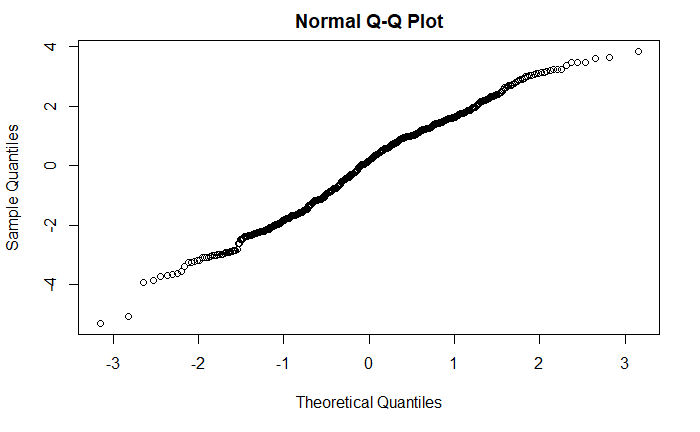 Normal Q-Q Plot
4
2
0
-2
-4
Sample Quantiles
-3 -2 -1 0 1 2 3
Theoretical Quantiles